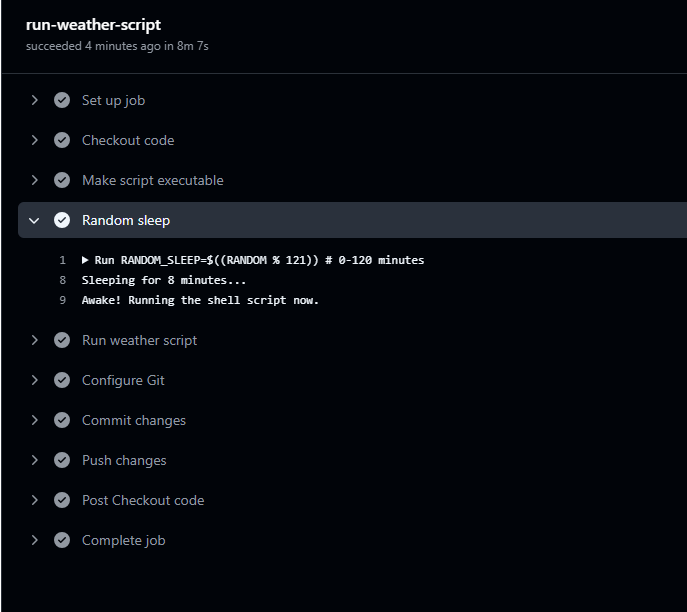 run-weather-script
succeeded 4 minutes ago in 8m 7s
Set up job
Checkout code
Make script executable
Random sleep
1 Run RANDOM_SLEEP=$((RANDOM % 121)) # 0-120 minutes
8 Sleeping for 8 minutes...
9 Awake! Running the shell script now.
Run weather script
Configure Git
Commit changes
Push changes
Post Checkout code
Complete job